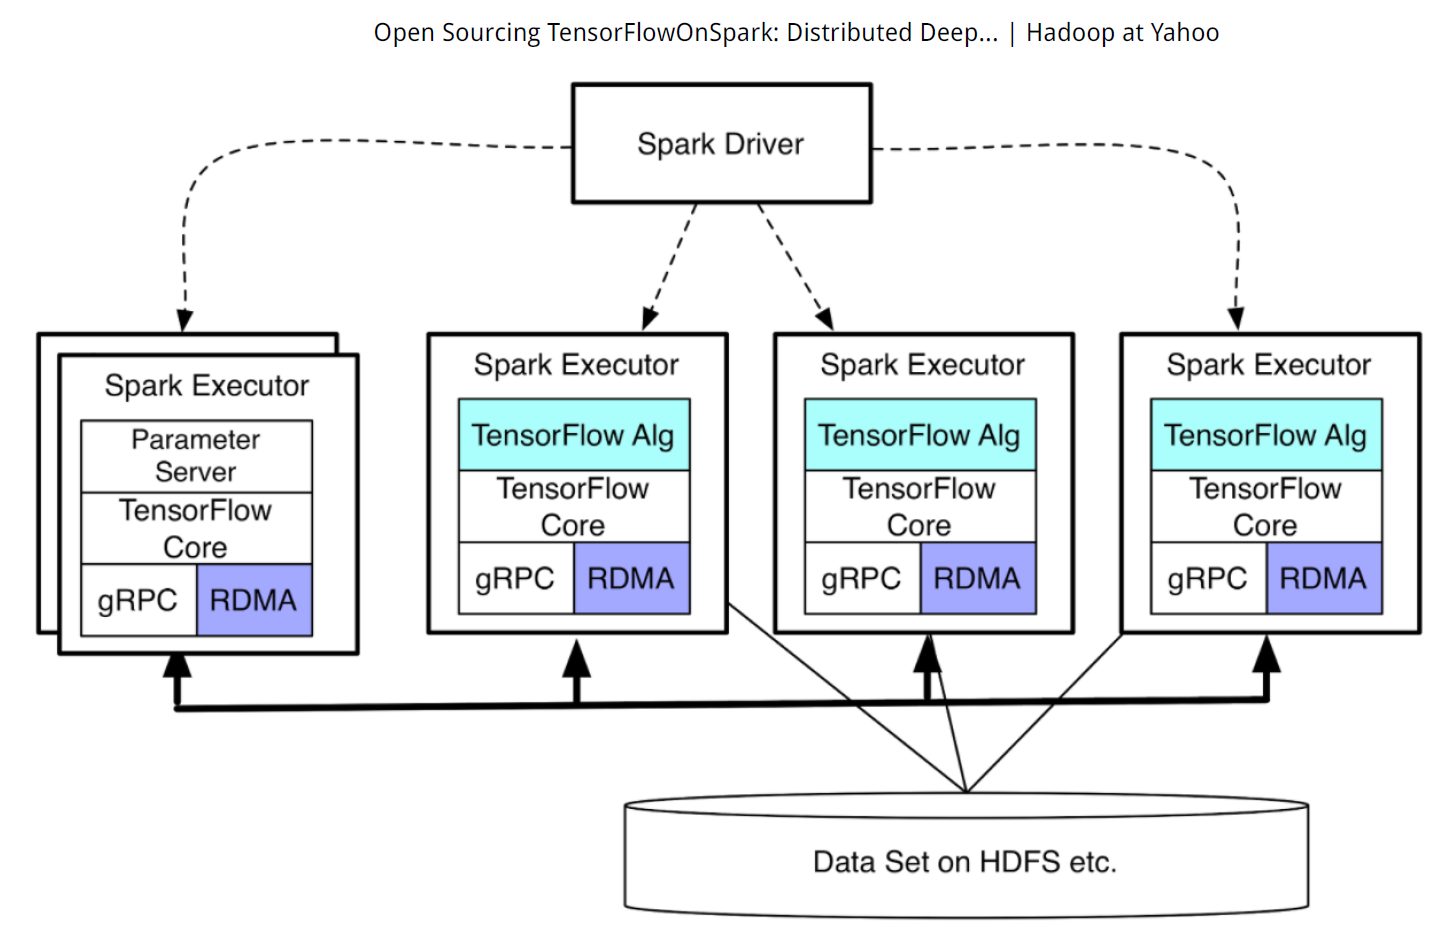 Open Sourcing TensorFlowOnSpark: Distributed Deep... | Hadoop at Yahoo
Spark Driver
Spark Executor
Parameter
Server
TensorFlow
Core
gRPC
RDMA
Spark Executor
TensorFlow Alg
TensorFlow
Core
gRPC
RDMA
Spark Executor
TensorFlow Alg
TensorFlow
Core
gRPC
RDMA
Spark Executor
TensorFlow Alg
TensorFlow
Core
gRPC
RDMA
Data Set on HDFS etc.